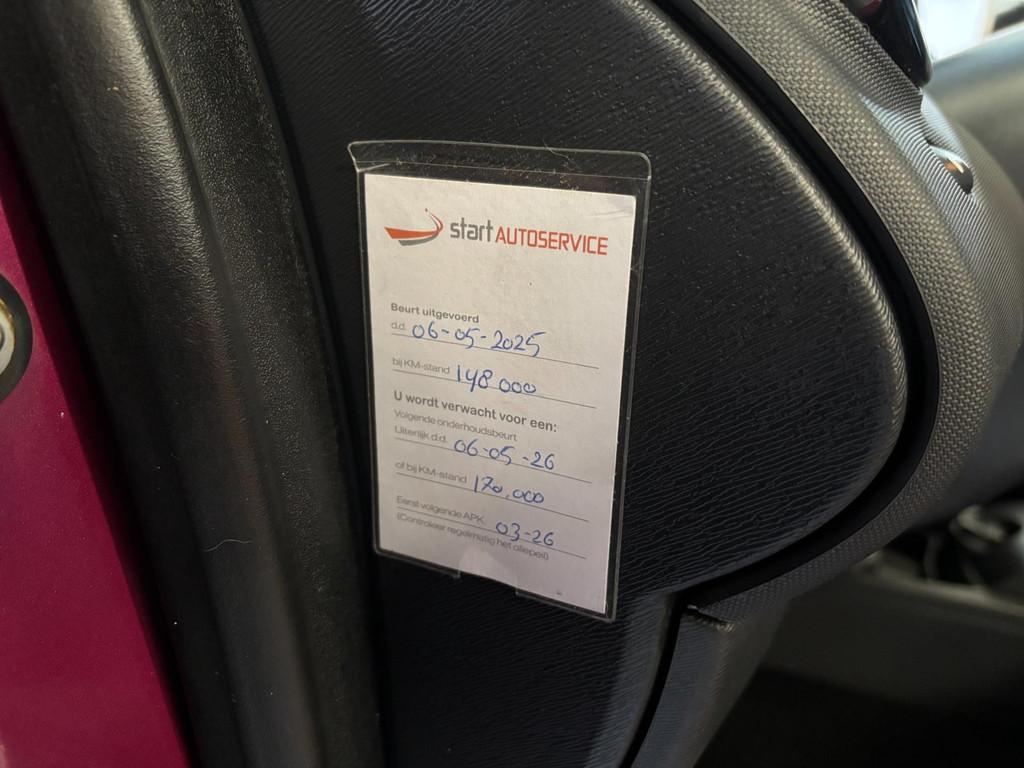 start AUTOSERVICE
Beurt uitgevoerd
d.d. 06-05-2025
bij KM-stand 148 000
U wordt verwacht voor een:
Volgende onderhoudsbeurt
Uiterlijk d.d. 06-05-26
of bij KM-stand 170.000
Eerst volgende APK 03-26
(Controleer regelmatig het oliepeil)